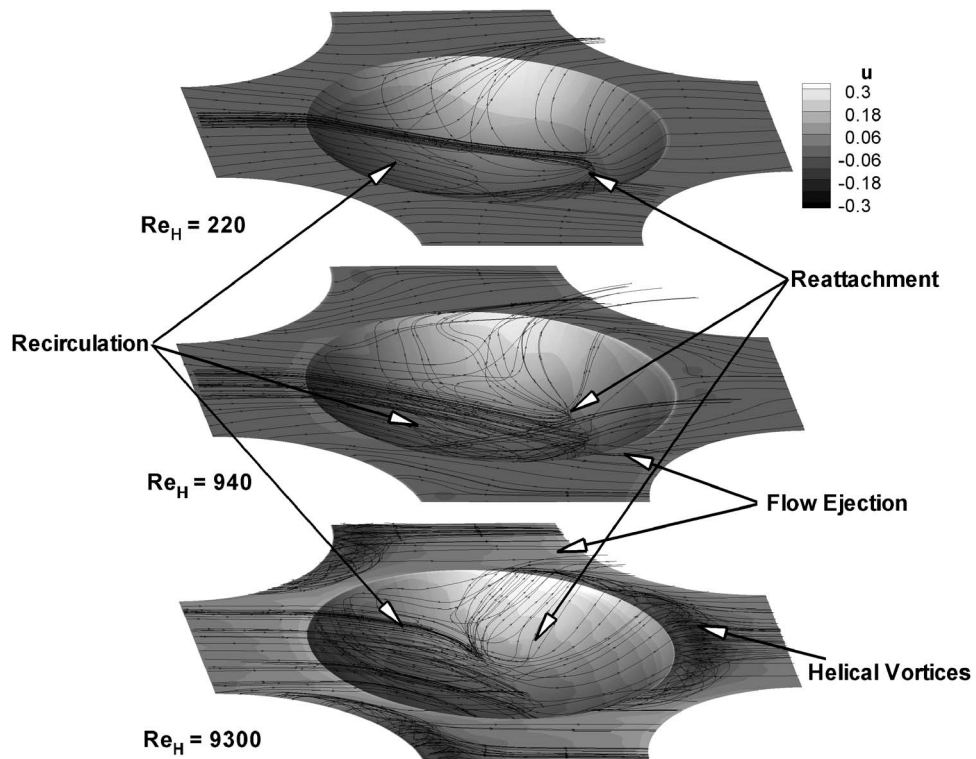 u
0.3
0.18
0.06
-0.06
-0.18
-0.3
Re_H = 220
Reattachment
Recirculation
Re_H = 940
Flow Ejection
Helical Vortices
Re_H = 9300